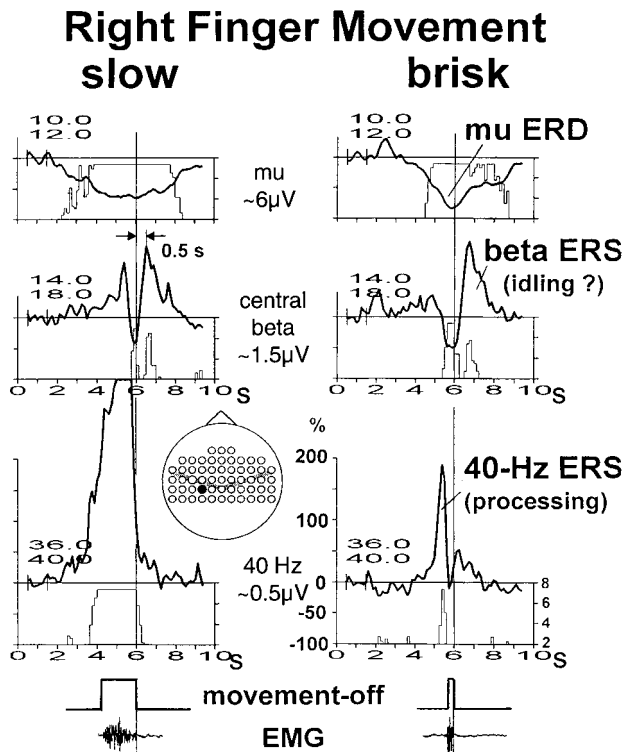 Right Finger Movement
slow brisk
10.0
12.0
mu
~6µV
10.0
12.0
mu ERD
0.5 s
14.0
18.0
central
beta
~1.5µV
14.0
18.0
beta ERS
(idling ?)
0 2 4 6 8 10 S
0 2 4 6 8 10 S
%
200
150
100
50
0
-50
-100
36.0
40.0
40 Hz
~0.5µV
36.0
40.0
40-Hz ERS
(processing)
8
6
4
2
0 2 4 6 8 10 S
0 2 4 6 8 10 S
movement-off
EMG